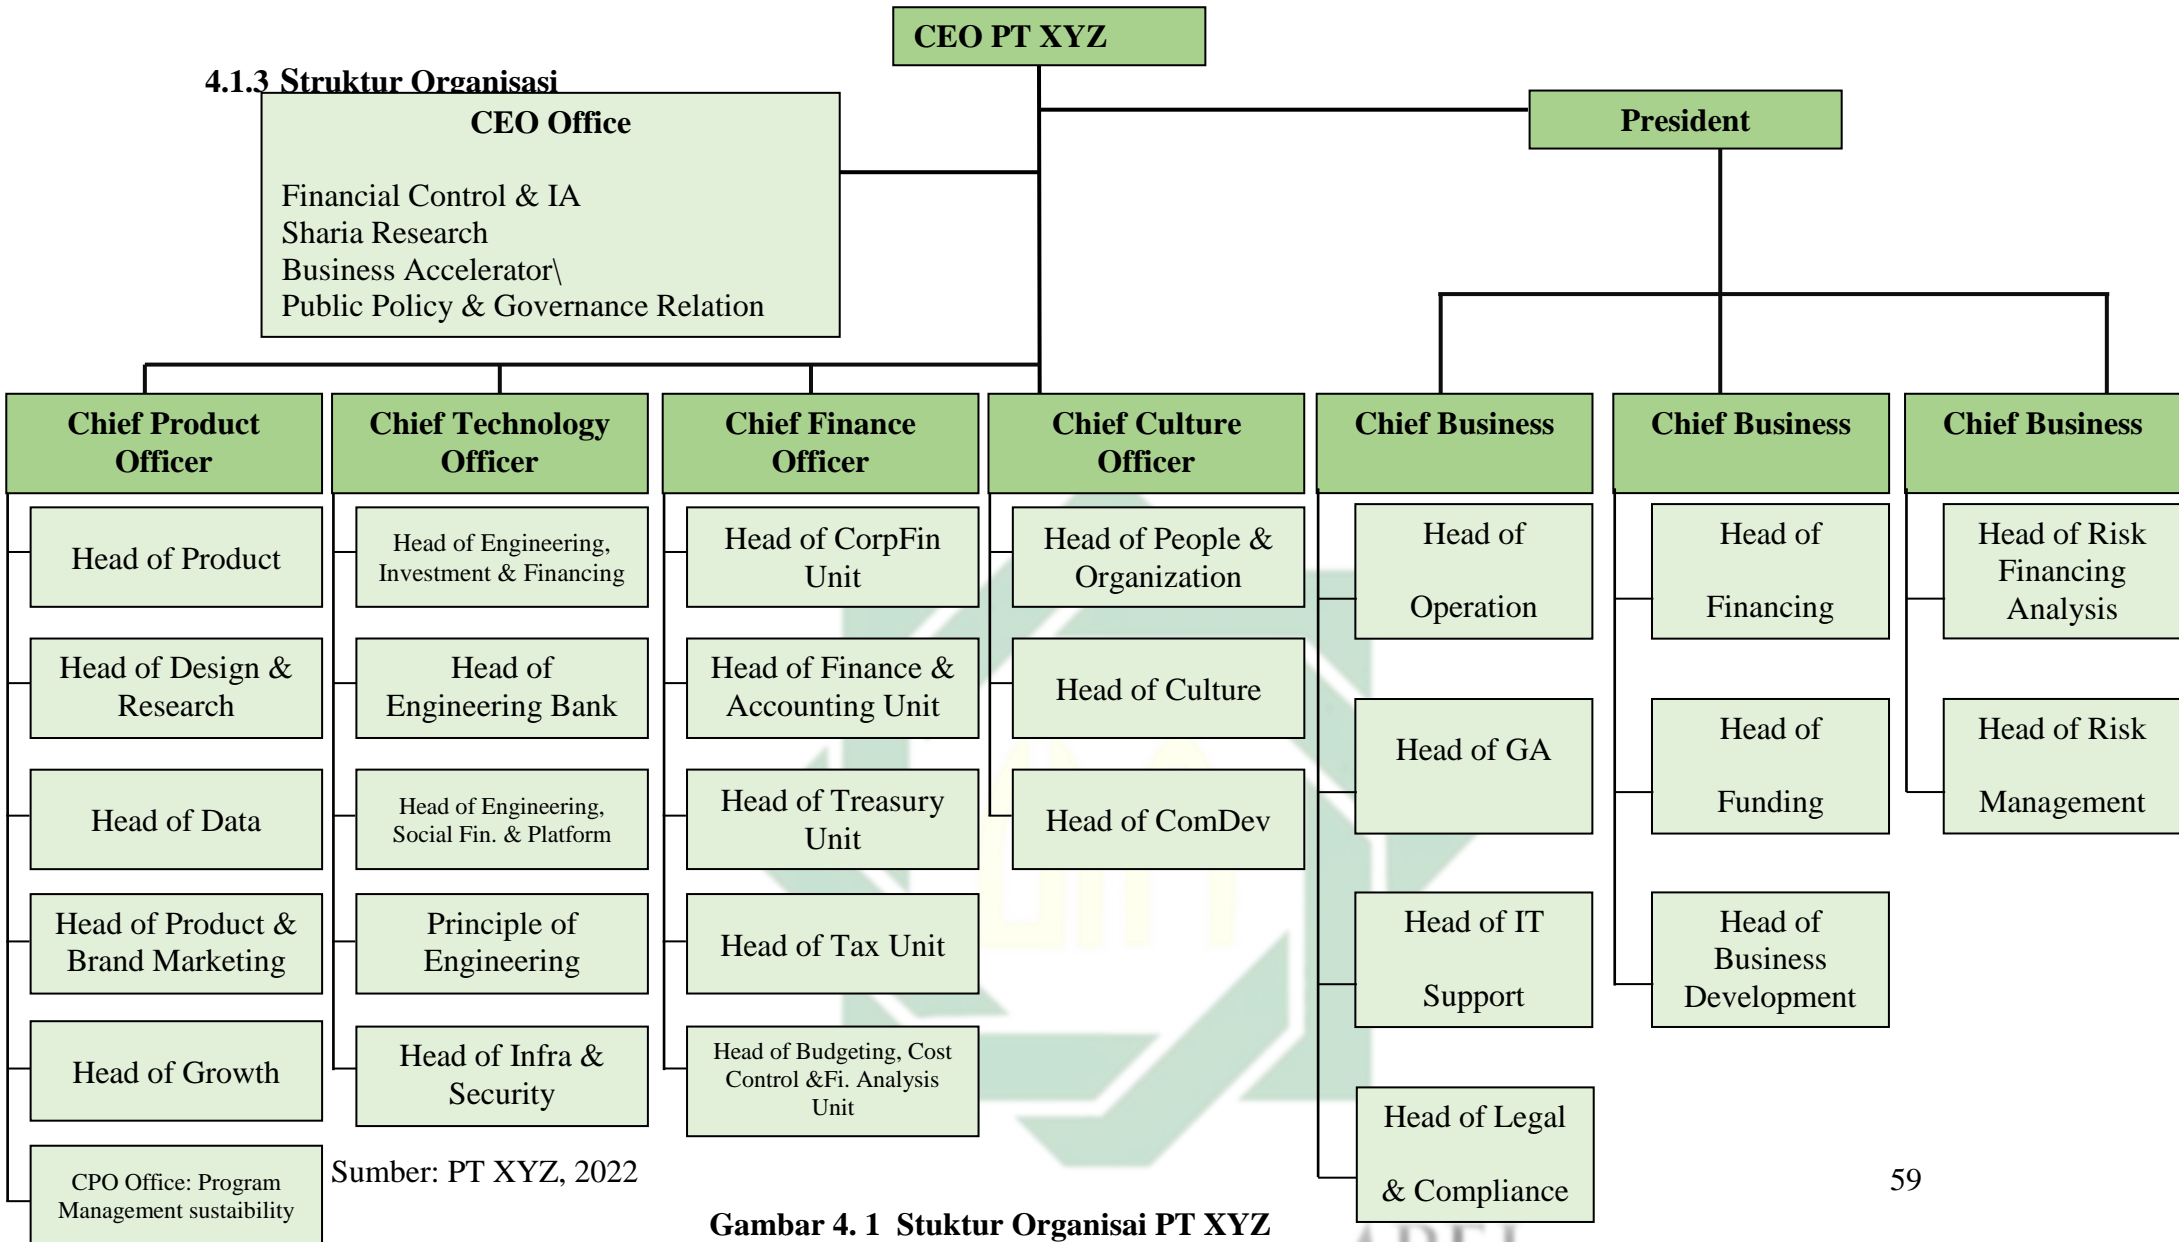 CEO PT XYZ
4.1.3 Struktur Organisasi
CEO Office
Financial Control & IA
Sharia Research
Business Accelerator\
Public Policy & Governance Relation
President
Chief Product
Officer
Head of Product
Head of Design &
Research
Head of Data
Head of Product &
Brand Marketing
Head of Growth
CPO Office: Program
Management sustaibility
Chief Technology
Officer
Head of Engineering,
Investment & Financing
Head of
Engineering Bank
Head of Engineering,
Social Fin. & Platform
Principle of
Engineering
Head of Infra &
Security
Chief Finance
Officer
Head of CorpFin
Unit
Head of Finance &
Accounting Unit
Head of Treasury
Unit
Head of Tax Unit
Head of Budgeting, Cost
Control &Fi. Analysis
Unit
Chief Culture
Officer
Head of People &
Organization
Head of Culture
Head of ComDev
Chief Business
Head of
Operation
Head of GA
Head of IT
Support
Head of Legal
& Compliance
Chief Business
Head of
Financing
Head of
Funding
Head of
Business
Development
Chief Business
Head of Risk
Financing
Analysis
Head of Risk
Management
Sumber: PT XYZ, 2022
59
Gambar 4. 1 Stuktur Organisai PT XYZ